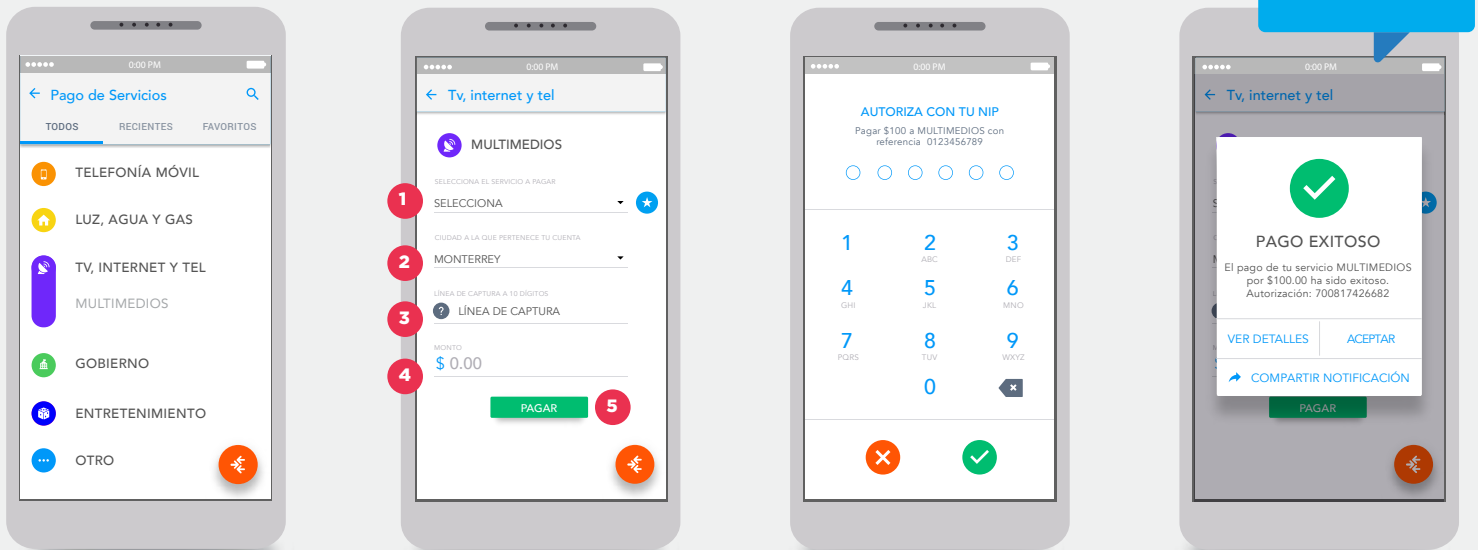 0:00 PM
Pago de Servicios
TODOS RECIENTES FAVORITOS
TELEFONÍA MÓVIL
LUZ, AGUA Y GAS
TV, INTERNET Y TEL
MULTIMEDIOS
GOBIERNO
ENTRETENIMIENTO
OTRO
0:00 PM
Tv, internet y tel
MULTIMEDIOS
SELECCIONA EL SERVICIO A PAGAR
1 SELECCIONA
CIUDAD A LA QUE PERTENECE TU CUENTA
2 MONTERREY
LÍNEA DE CAPTURA A 10 DÍGITOS
3 ? LÍNEA DE CAPTURA
MONTO
4 $ 0.00
PAGAR 5
0:00 PM
AUTORIZA CON TU NIP
Pagar $100 a MULTIMEDIOS con
referencia 0123456789
1 2 3
ABC DEF
4 5 6
GHI JKL MNO
7 8 9
PQRS TUV WXYZ
0
0:00 PM
Tv, internet y tel
PAGO EXITOSO
El pago de tu servicio MULTIMEDIOS
por $100.00 ha sido exitoso.
Autorización: 700817426682
VER DETALLES ACEPTAR
COMPARTIR NOTIFICACIÓN
PAGAR